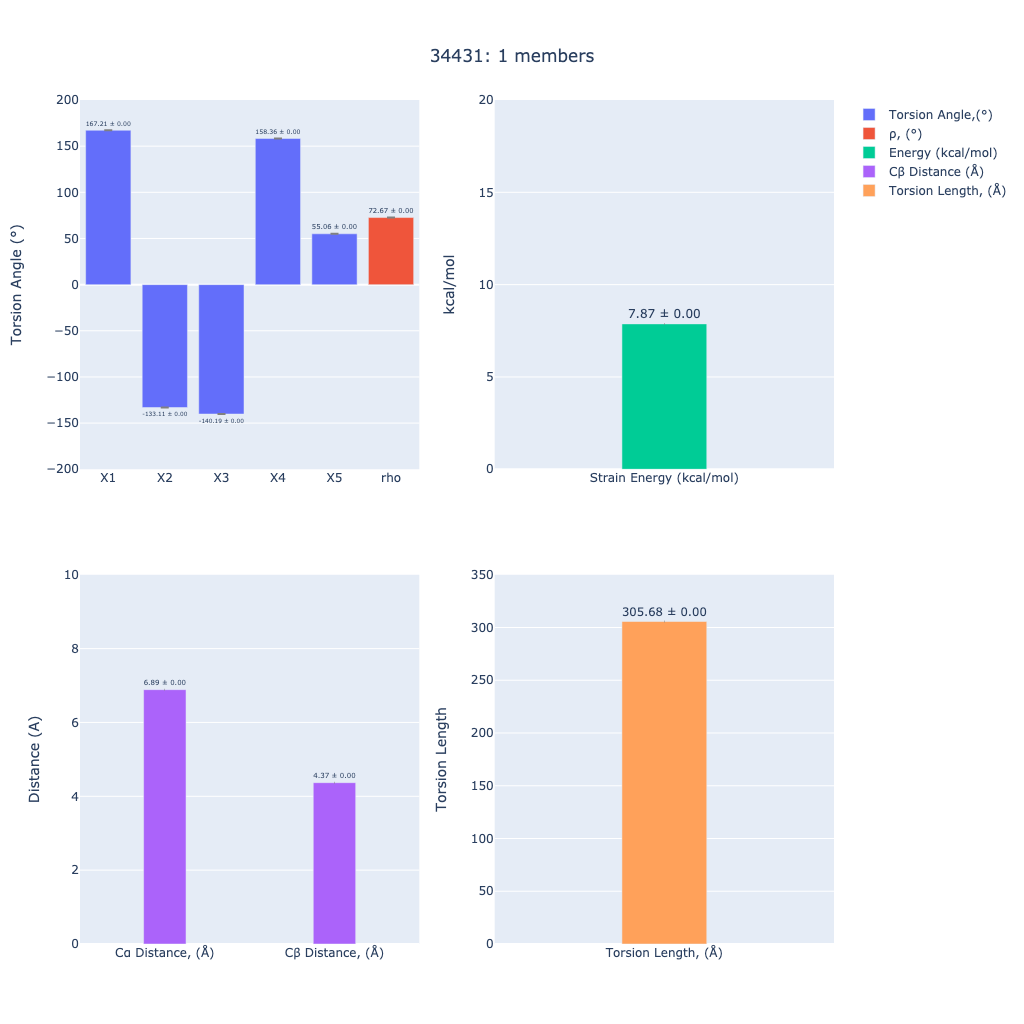 34431: 1 members
Torsion Angle (°)
200
150
100
50
0
−50
−100
−150
−200
167.21 ± 0.00
-133.11 ± 0.00
-140.19 ± 0.00
158.36 ± 0.00
55.06 ± 0.00
72.67 ± 0.00
X1 X2 X3 X4 X5 rho
kcal/mol
20
15
10
5
0
7.87 ± 0.00
Strain Energy (kcal/mol)
Torsion Angle,(°)
ρ, (°)
Energy (kcal/mol)
Cβ Distance (Å)
Torsion Length, (Å)
Distance (A)
10
8
6
4
2
0
6.89 ± 0.00
4.37 ± 0.00
Cα Distance, (Å) Cβ Distance, (Å)
Torsion Length
350
300
250
200
150
100
50
0
305.68 ± 0.00
Torsion Length, (Å)